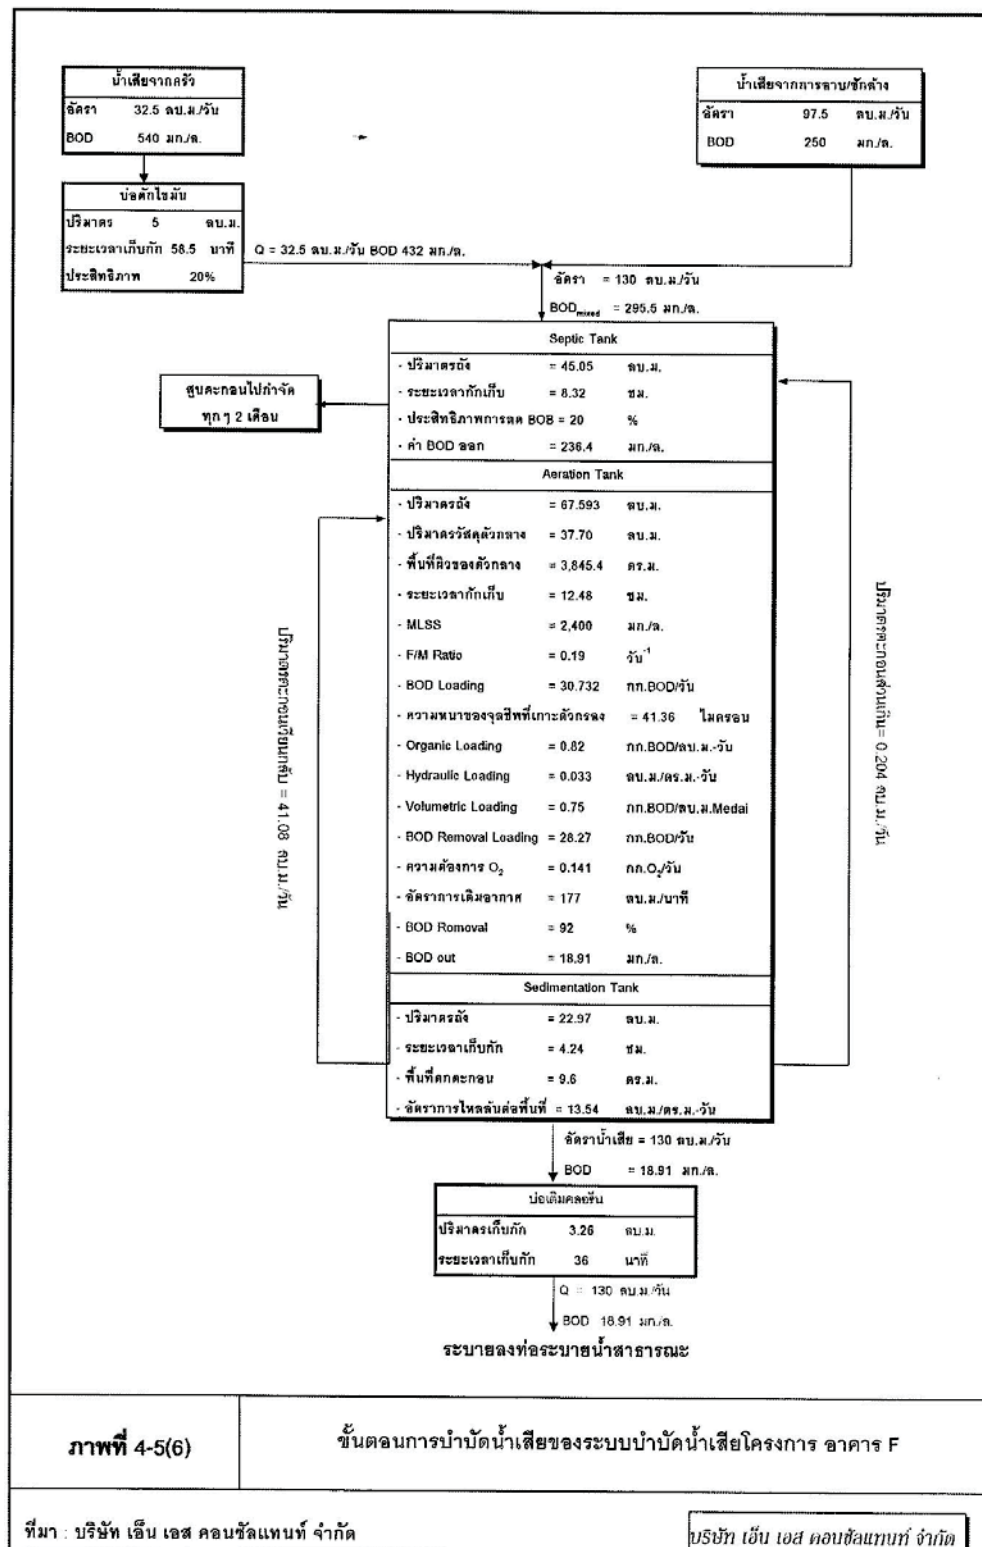 น้ำเสียจากครัว
อัตรา 32.5 ลบ.ม./วัน
BOD 540 มก./ล.
น้ำเสียจากการอาบ/ซักล้าง
อัตรา 97.5 ลบ.ม./วัน
BOD 250 มก./ล.
บ่อดักไขมัน
ปริมาตร 5 ลบ.ม.
ระยะเวลาเก็บกัก 58.5 นาที
ประสิทธิภาพ 20%
Q = 32.5 ลบ.ม./วัน BOD 432 มก./ล.
อัตรา = 130 ลบ.ม./วัน
BODmixed = 295.5 มก./ล.
สูบตะกอนไปกำจัด
ทุกๆ 2 เดือน
Septic Tank
- ปริมาตรถัง = 45.05 ลบ.ม.
- ระยะเวลากักเก็บ = 8.32 ชม.
- ประสิทธิภาพการลด BOB = 20 %
- ค่า BOD ออก = 236.4 มก./ล.
Aeration Tank
- ปริมาตรถัง = 67.593 ลบ.ม.
- ปริมาตรวัสดุตัวกลาง = 37.70 ลบ.ม.
- พื้นที่ผิวของตัวกลาง = 3,845.4 ตร.ม.
- ระยะเวลากักเก็บ = 12.48 ชม.
- MLSS = 2,400 มก./ล.
- F/M Ratio = 0.19 วัน⁻¹
- BOD Loading = 30.732 กก.BOD/วัน
- ความหนาของจุลชีพที่เกาะตัวกรอง = 41.36 ไมครอน
- Organic Loading = 0.82 กก.BOD/ลบ.ม.-วัน
- Hydraulic Loading = 0.033 ลบ.ม./ตร.ม.-วัน
- Volumetric Loading = 0.75 กก.BOD/ลบ.ม.Medai
- BOD Removal Loading = 28.27 กก.BOD/วัน
- ความต้องการ O₂ = 0.141 กก.O₂/วัน
- อัตราการเติมอากาศ = 177 ลบ.ม./นาที
- BOD Romoval = 92 %
- BOD out = 18.91 มก./ล.
Sedimentation Tank
- ปริมาตรถัง = 22.97 ลบ.ม.
- ระยะเวลาเก็บกัก = 4.24 ชม.
- พื้นที่ตกตะกอน = 9.6 ตร.ม.
- อัตราการไหลล้นต่อพื้นที่ = 13.54 ลบ.ม./ตร.ม.-วัน
ปริมาตรตะกอนเวียนกลับ = 41.08 ลบ.ม./วัน
ปริมาตรตะกอนส่วนเกิน = 0.204 ลบ.ม./วัน
อัตราน้ำเสีย = 130 ลบ.ม./วัน
BOD = 18.91 มก./ล.
บ่อเติมคลอรีน
ปริมาตรเก็บกัก 3.26 ลบ.ม.
ระยะเวลาเก็บกัก 36 นาที
Q = 130 ลบ.ม./วัน
BOD 18.91 มก./ล.
ระบายลงท่อระบายน้ำสาธารณะ
ภาพที่ 4-5(6)
ขั้นตอนการบำบัดน้ำเสียของระบบบำบัดน้ำเสียโครงการ อาคาร F
ที่มา : บริษัท เอ็น เอส คอนซัลแทนท์ จำกัด
บริษัท เอ็น เอส คอนซัลแทนท์ จำกัด